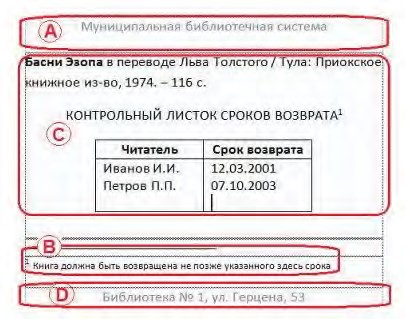 A Муниципальная библиотечная система
Басни Эзопа в переводе Льва Толстого / Тула: Приокское
книжное из-во, 1974. – 116 с.
КОНТРОЛЬНЫЙ ЛИСТОК СРОКОВ ВОЗВРАТА¹
C
Читатель Срок возврата
Иванов И.И. 12.03.2001
Петров П.П. 07.10.2003
B
¹ Книга должна быть возвращена не позже указанного здесь срока
D Библиотека № 1, ул. Герцена, 53